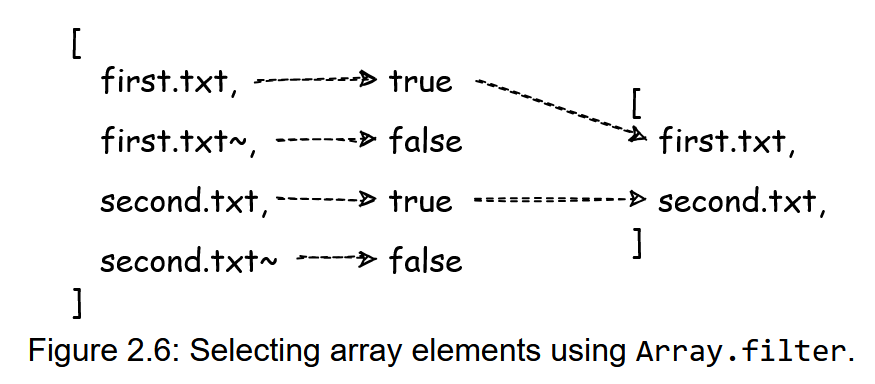 [
first.txt, true
[
first.txt~, false first.txt,
second.txt, true second.txt,
]
second.txt~ false
]
Figure 2.6: Selecting array elements using Array.filter.